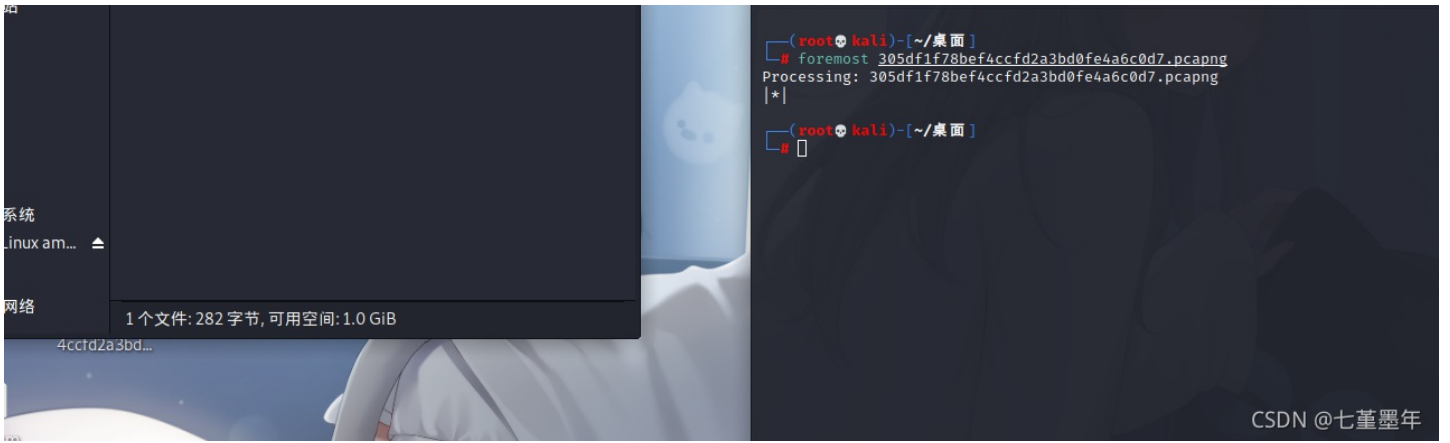 站
系统
Linux am...
网络
1 个文件: 282 字节, 可用空间: 1.0 GiB
4ccfd2a3bd...
┌──(root💀kali)-[~/桌面]
└─# foremost 305df1f78bef4ccfd2a3bd0fe4a6c0d7.pcapng
Processing: 305df1f78bef4ccfd2a3bd0fe4a6c0d7.pcapng
|*|
┌──(root💀kali)-[~/桌面]
└─#
CSDN @七堇墨年